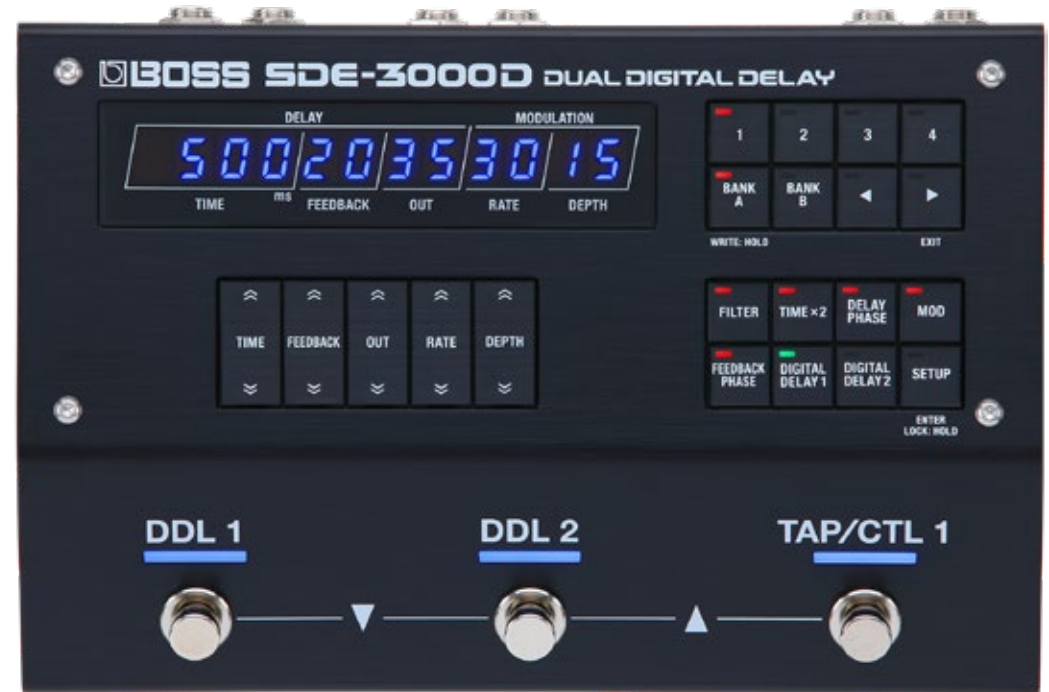 BOSS SDE-3000D DUAL DIGITAL DELAY
DELAY MODULATION
500 20 35 30 15
ms
TIME FEEDBACK OUT RATE DEPTH
1 2 3 4
BANK A BANK B ◀ ▶
WRITE: HOLD EXIT
TIME FEEDBACK OUT RATE DEPTH
FILTER TIME×2 DELAY PHASE MOD
FEEDBACK PHASE DIGITAL DELAY 1 DIGITAL DELAY 2 SETUP
ENTER
LOCK: HOLD
DDL 1 DDL 2 TAP/CTL 1
▼ ▲